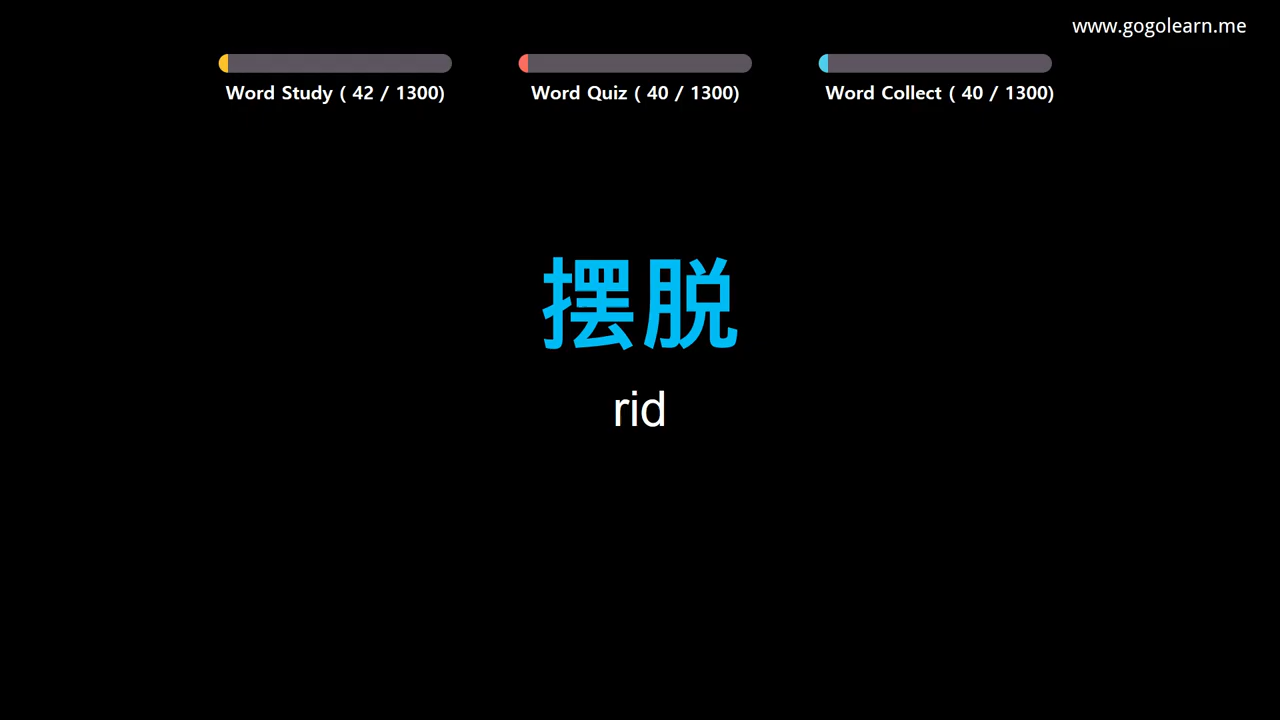 www.gogolearn.me
Word Study ( 42 / 1300)
Word Quiz ( 40 / 1300)
Word Collect ( 40 / 1300)
摆脱
rid